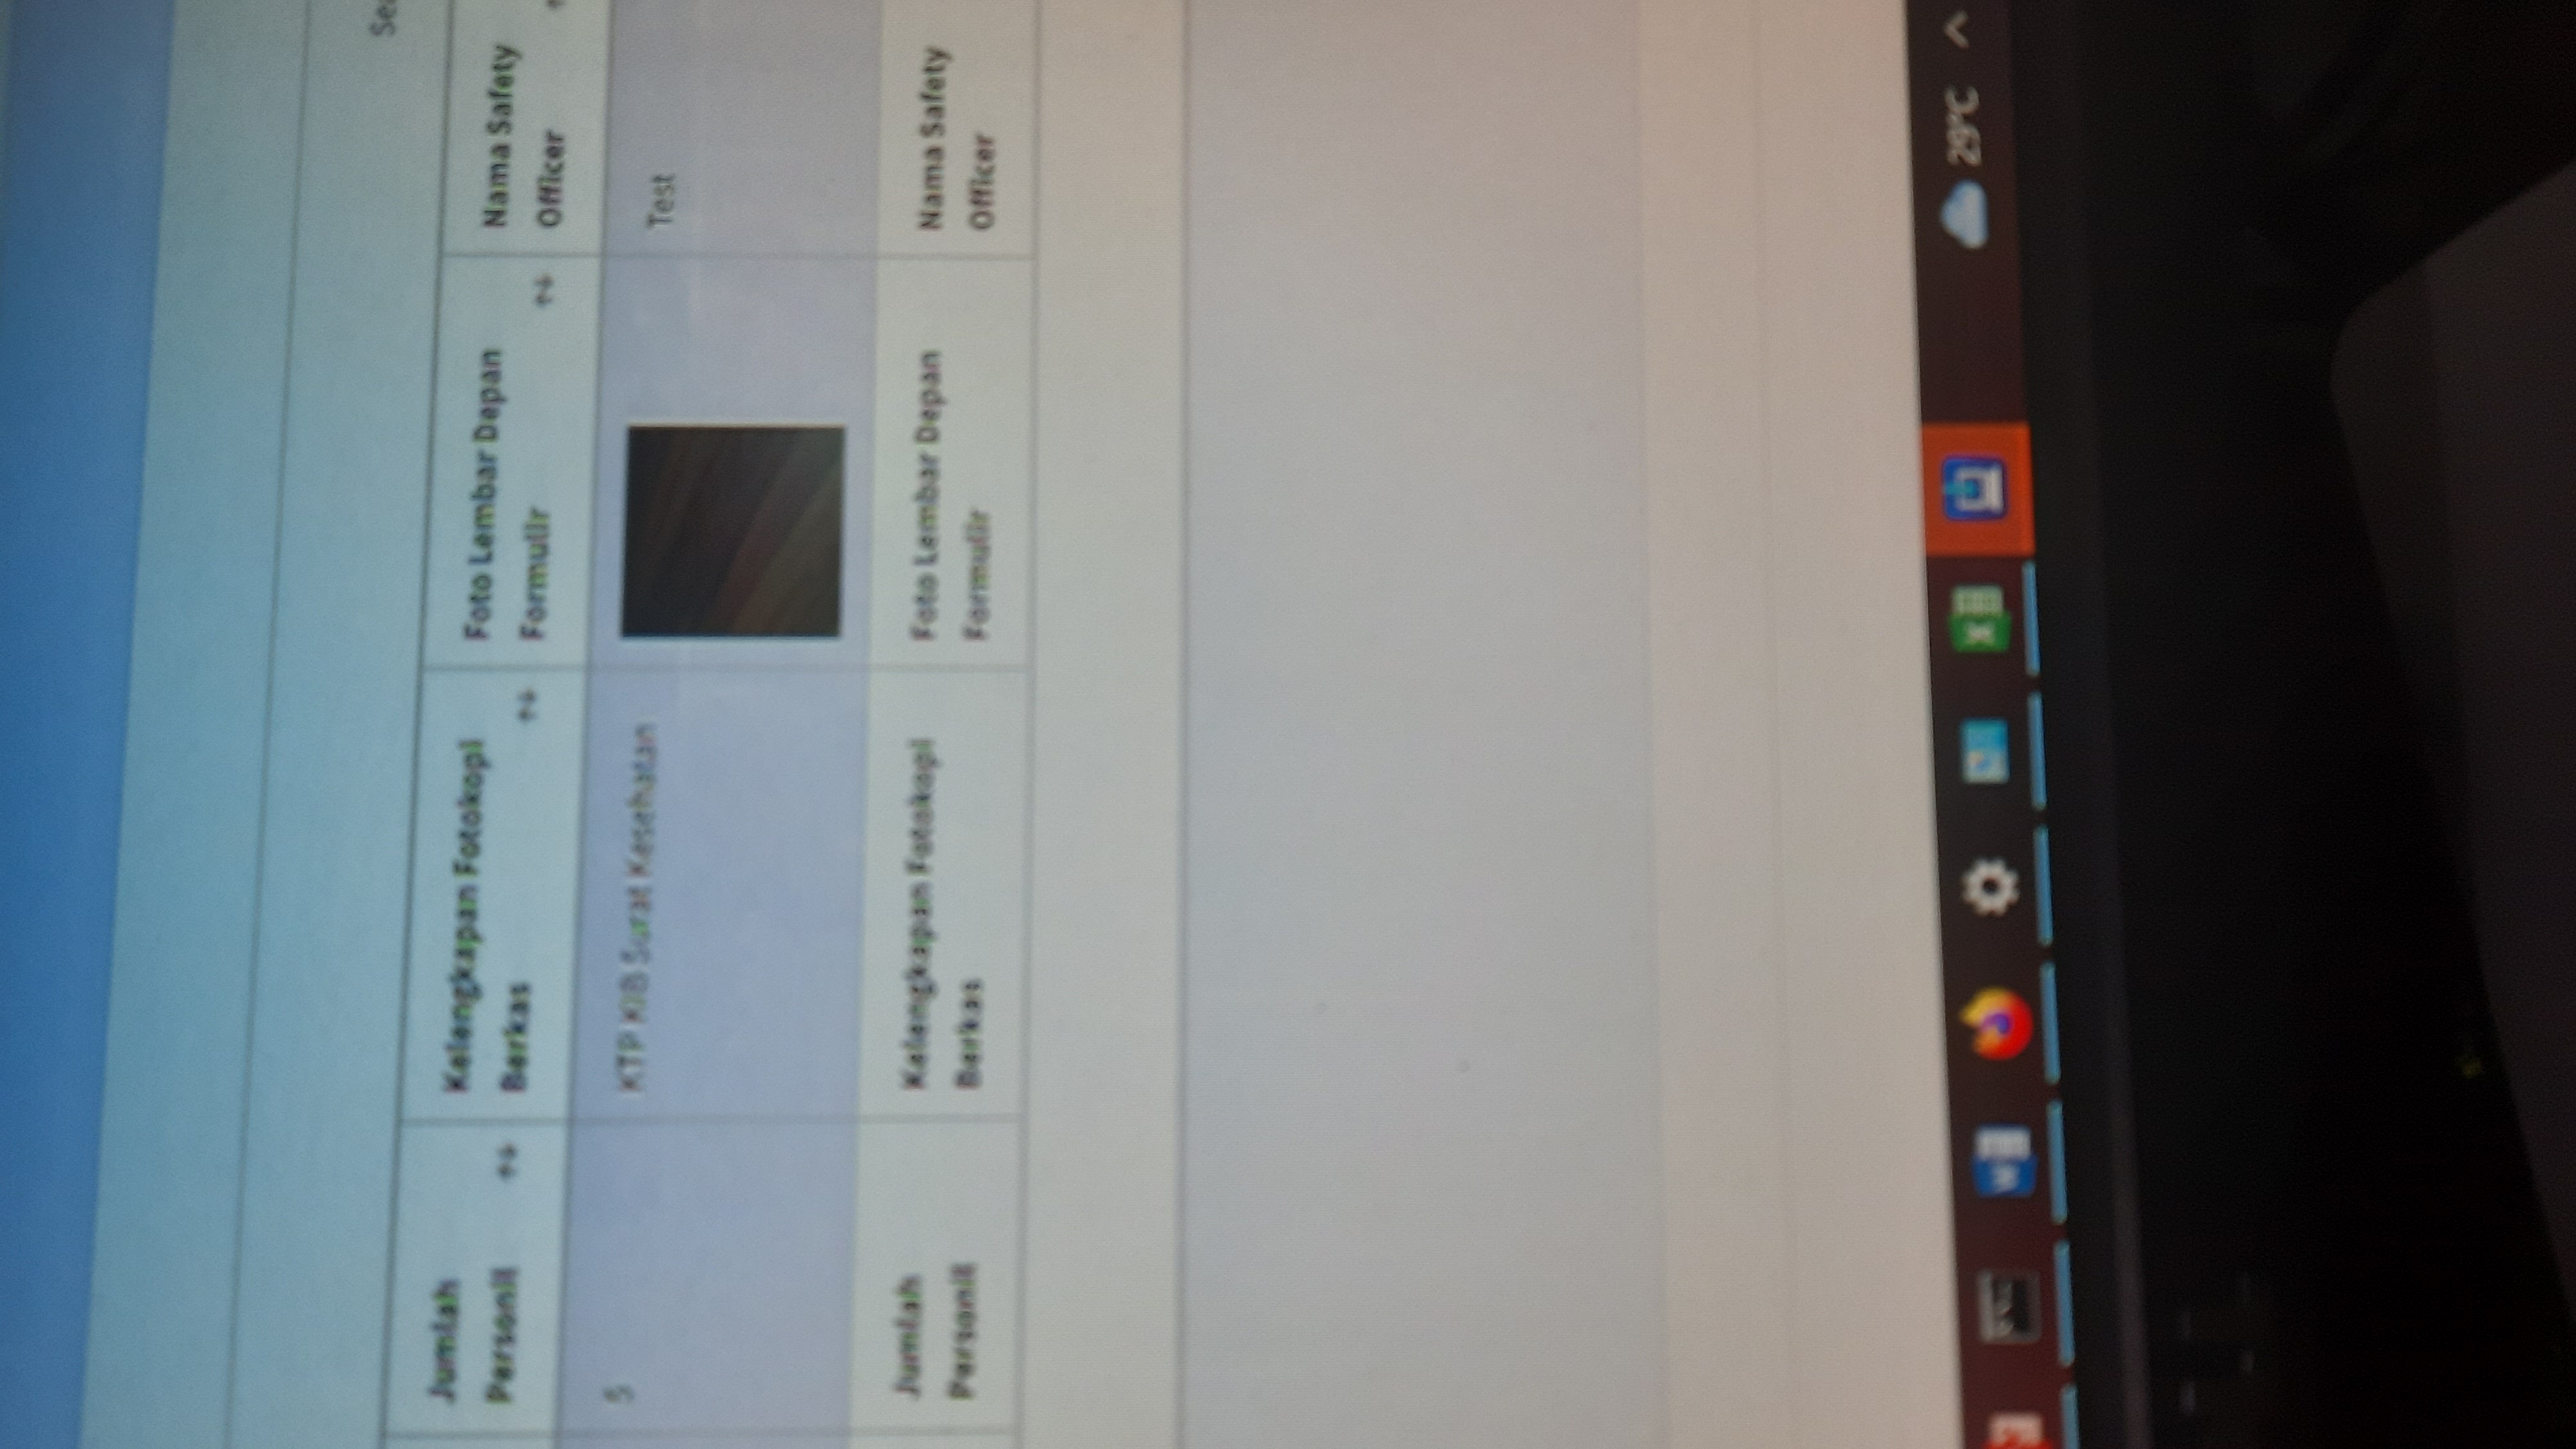 Sea
Jumlah
Personil
Kelengkapan Fotokopi
Berkas
Foto Lembar Depan
Formulir
Nama Safety
Officer
5
KTP KIB Surat Kesehatan
Test
Jumlah
Personil
Kelengkapan Fotokopi
Berkas
Foto Lembar Depan
Formulir
Nama Safety
Officer
29°C